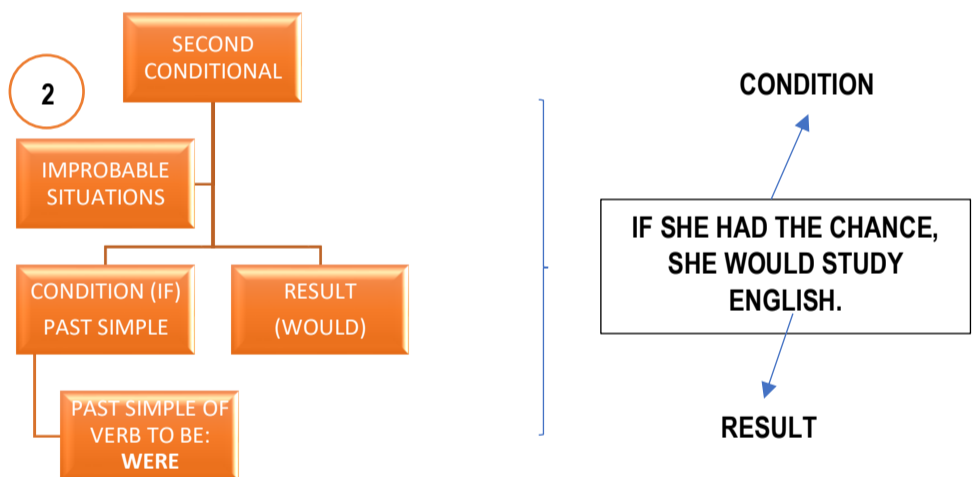 SECOND
CONDITIONAL
2
IMPROBABLE
SITUATIONS
CONDITION (IF)
PAST SIMPLE
RESULT
(WOULD)
PAST SIMPLE OF
VERB TO BE:
WERE
CONDITION
IF SHE HAD THE CHANCE,
SHE WOULD STUDY
ENGLISH.
RESULT